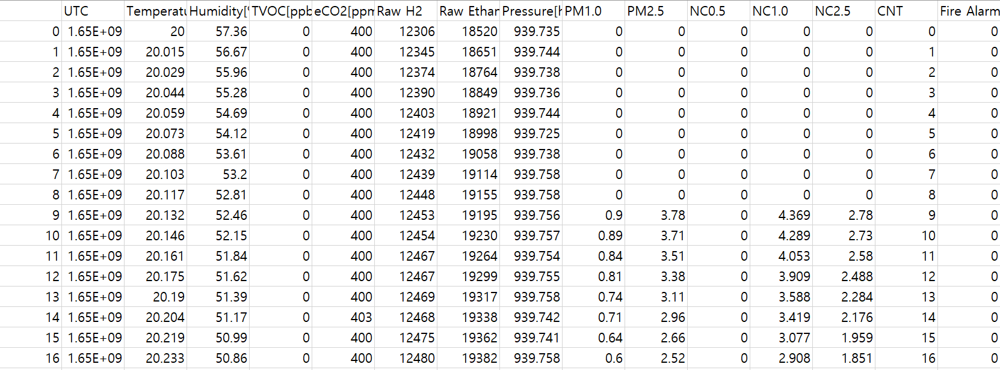 UTC Temperatu Humidity[% TVOC[ppb eCO2[ppm Raw H2 Raw Ethan Pressure[h PM1.0 PM2.5 NC0.5 NC1.0 NC2.5 CNT Fire Alarm
0 1.65E+09 20 57.36 0 400 12306 18520 939.735 0 0 0 0 0 0 0
1 1.65E+09 20.015 56.67 0 400 12345 18651 939.744 0 0 0 0 0 1 0
2 1.65E+09 20.029 55.96 0 400 12374 18764 939.738 0 0 0 0 0 2 0
3 1.65E+09 20.044 55.28 0 400 12390 18849 939.736 0 0 0 0 0 3 0
4 1.65E+09 20.059 54.69 0 400 12403 18921 939.744 0 0 0 0 0 4 0
5 1.65E+09 20.073 54.12 0 400 12419 18998 939.725 0 0 0 0 0 5 0
6 1.65E+09 20.088 53.61 0 400 12432 19058 939.738 0 0 0 0 0 6 0
7 1.65E+09 20.103 53.2 0 400 12439 19114 939.758 0 0 0 0 0 7 0
8 1.65E+09 20.117 52.81 0 400 12448 19155 939.758 0 0 0 0 0 8 0
9 1.65E+09 20.132 52.46 0 400 12453 19195 939.756 0.9 3.78 0 4.369 2.78 9 0
10 1.65E+09 20.146 52.15 0 400 12454 19230 939.757 0.89 3.71 0 4.289 2.73 10 0
11 1.65E+09 20.161 51.84 0 400 12467 19264 939.754 0.84 3.51 0 4.053 2.58 11 0
12 1.65E+09 20.175 51.62 0 400 12467 19299 939.755 0.81 3.38 0 3.909 2.488 12 0
13 1.65E+09 20.19 51.39 0 400 12469 19317 939.758 0.74 3.11 0 3.588 2.284 13 0
14 1.65E+09 20.204 51.17 0 403 12468 19338 939.742 0.71 2.96 0 3.419 2.176 14 0
15 1.65E+09 20.219 50.99 0 400 12475 19362 939.741 0.64 2.66 0 3.077 1.959 15 0
16 1.65E+09 20.233 50.86 0 400 12480 19382 939.758 0.6 2.52 0 2.908 1.851 16 0